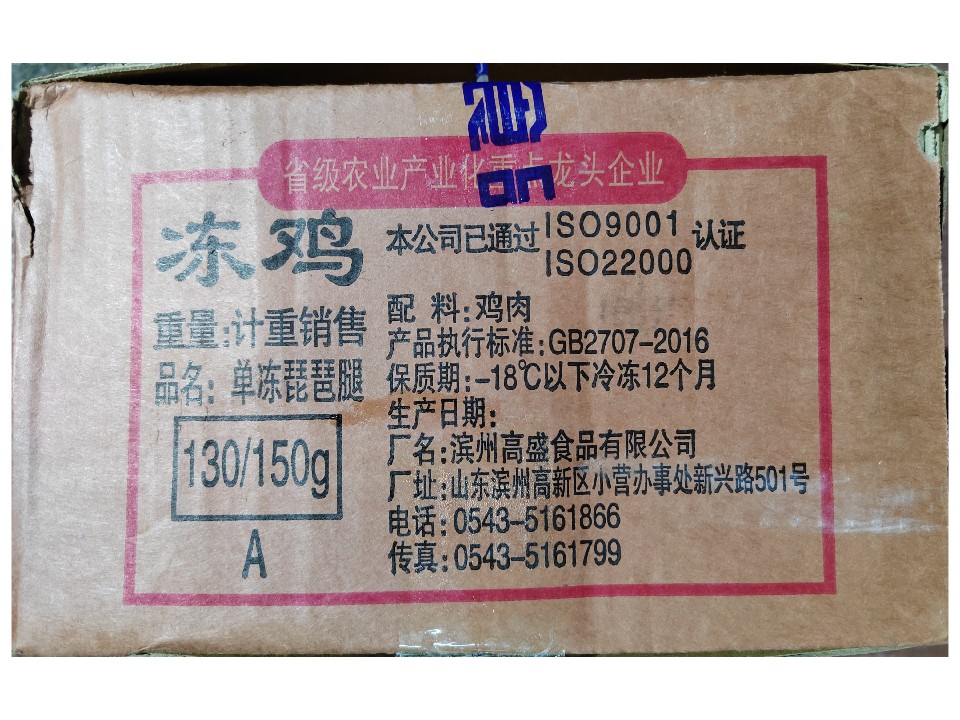 省级农业产业化重点龙头企业
冻鸡
重量:计重销售
品名: 单冻琵琶腿
130/150g
A
本公司已通过ISO9001 认证
ISO22000
配 料:鸡肉
产品执行标准:GB2707-2016
保质期:-18℃以下冷冻12个月
生产日期:
厂名:滨州高盛食品有限公司
厂址:山东滨州高新区小营办事处新兴路501号
电话:0543-5161866
传真:0543-5161799